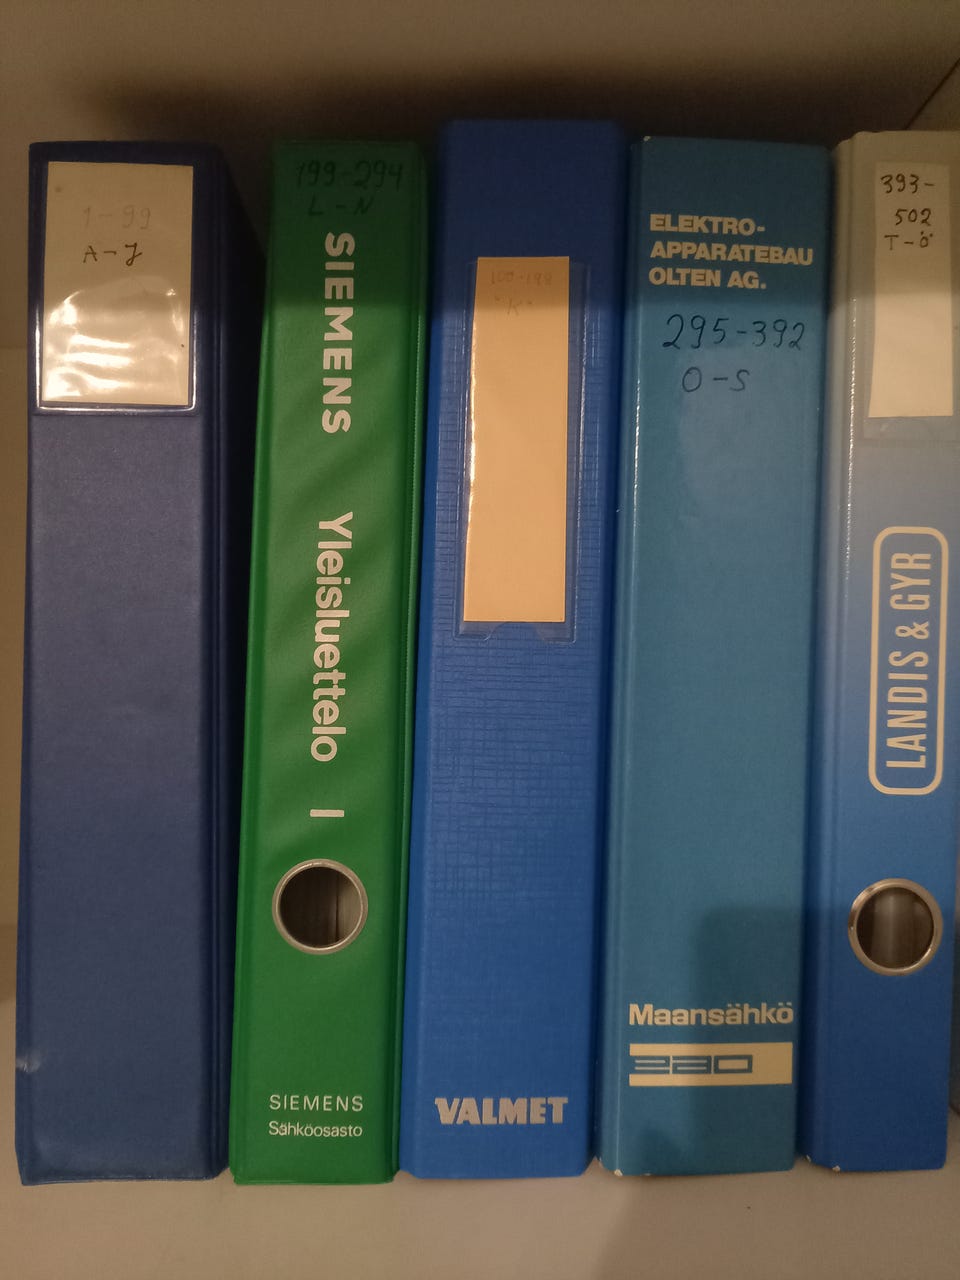 1-99
A-J
199-294
L-N
SIEMENS Yleisluettelo I
SIEMENS
Sähköosasto
100-198
"K"
VALMET
ELEKTRO-
APPARATEBAU
OLTEN AG.
295-392
O-S
Maansähkö
eao
393-
502
T-Ö
LANDIS & GYR